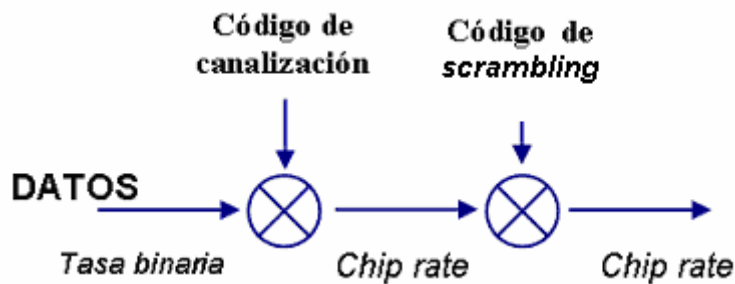 Código de
canalización
Código de
scrambling
DATOS
Tasa binaria
Chip rate
Chip rate